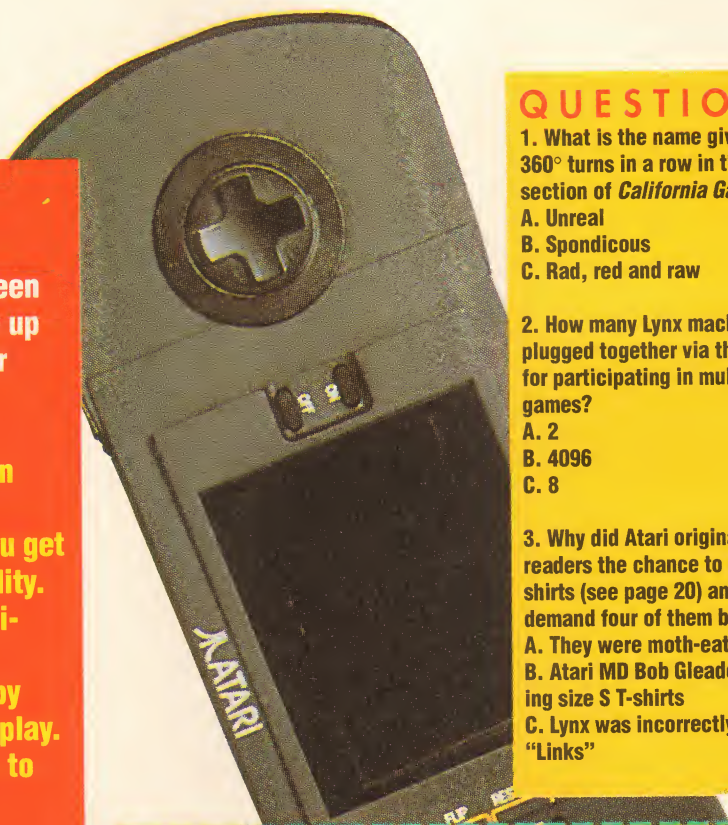 een
up
r
n
u get
lity.
i-
by
play.
to
ON
ATARI
FLIP
QUESTIO
1. What is the name giv
360° turns in a row in t
section of California Ga
A. Unreal
B. Spondicous
C. Rad, red and raw
2. How many Lynx mach
plugged together via th
for participating in mul
games?
A. 2
B. 4096
C. 8
3. Why did Atari origina
readers the chance to
shirts (see page 20) an
demand four of them b
A. They were moth-eat
B. Atari MD Bob Gleado
ing size S T-shirts
C. Lynx was incorrectly
"Links"